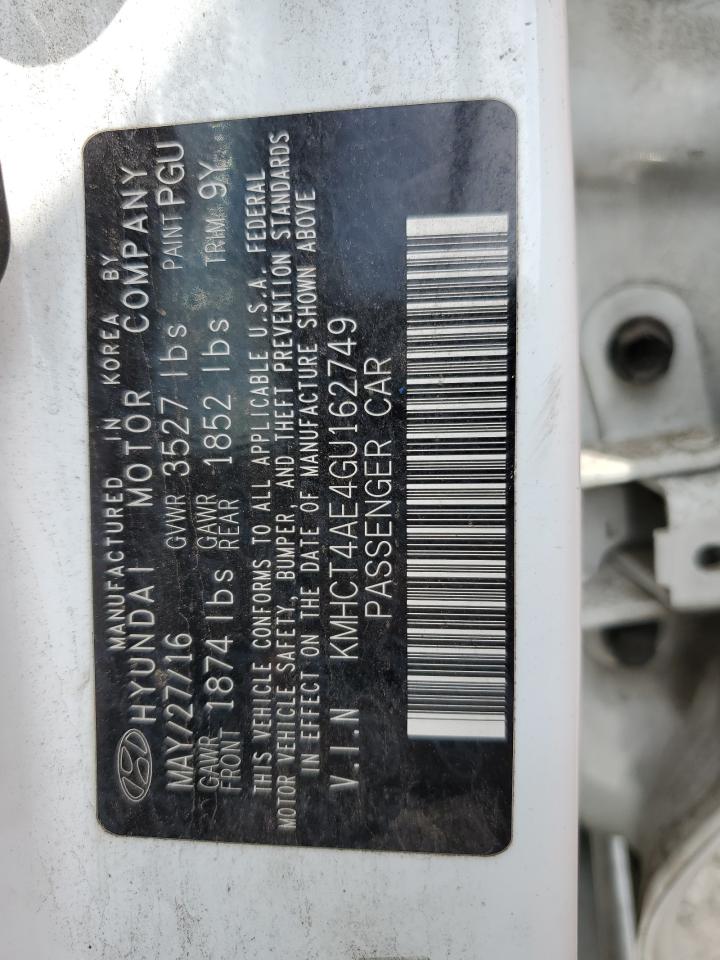 MANUFACTURED IN KOREA BY
HYUNDAI MOTOR COMPANY
MAY/27/16 GVWR 3527 lbs PAINT PGU
GAWR FRONT 1874 lbs GAWR REAR 1852 lbs TRIM 9Y
THIS VEHICLE CONFORMS TO ALL APPLICABLE U.S.A. FEDERAL
MOTOR VEHICLE SAFETY, BUMPER, AND THEFT PREVENTION STANDARDS
IN EFFECT ON THE DATE OF MANUFACTURE SHOWN ABOVE
V.I.N KMHCT4AE4GU162749
PASSENGER CAR